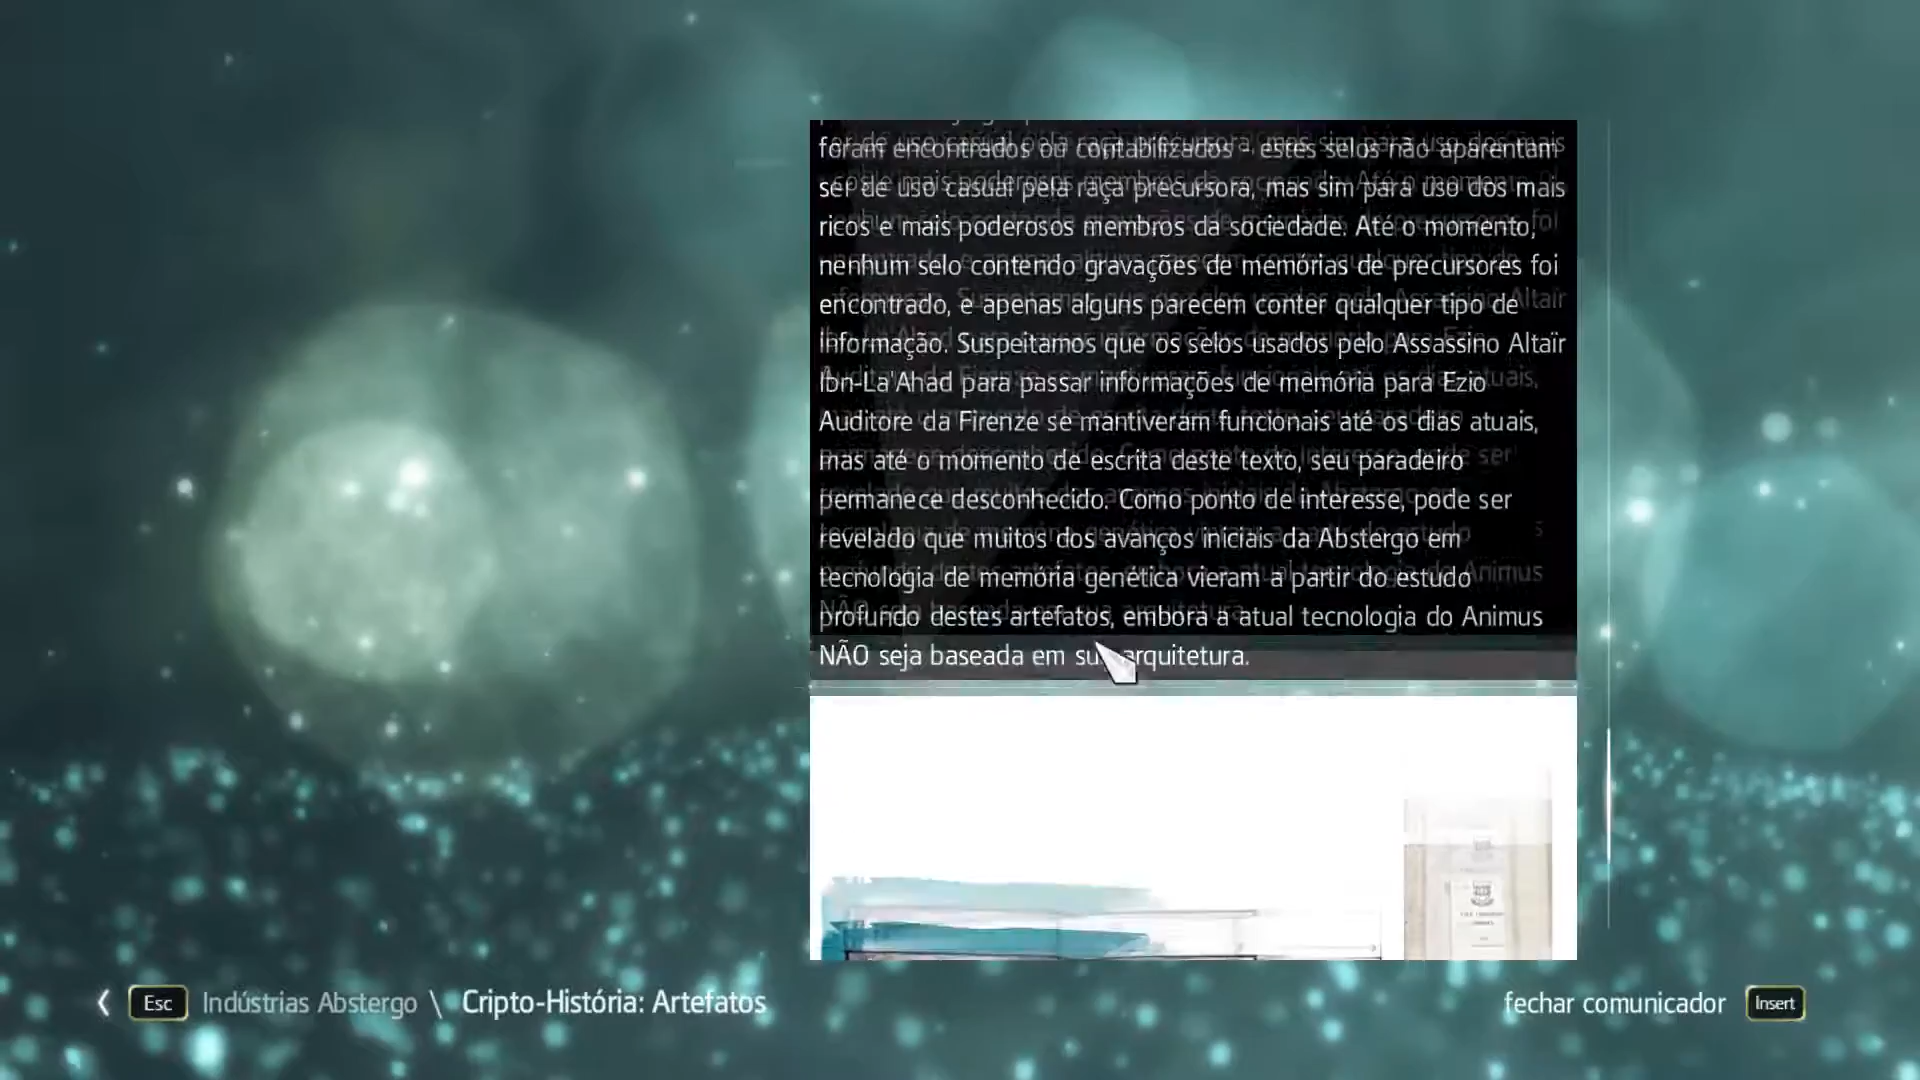 foram encontrados ou contabilizados - estes selos não aparentam
ser de uso casual pela raça precursora, mas sim para uso dos mais
ricos e mais poderosos membros da sociedade. Até o momento,
nenhum selo contendo gravações de memórias de precursores foi
encontrado, e apenas alguns parecem conter qualquer tipo de
informação. Suspeitamos que os selos usados pelo Assassino Altaïr
Ibn-La'Ahad para passar informações de memória para Ezio
Auditore da Firenze se mantiveram funcionais até os dias atuais,
mas até o momento de escrita deste texto, seu paradeiro
permanece desconhecido. Como ponto de interesse, pode ser
revelado que muitos dos avanços iniciais da Abstergo em
tecnologia de memória genética vieram a partir do estudo
profundo destes artefatos, embora a atual tecnologia do Animus
NÃO seja baseada em sua arquitetura.
Esc Indústrias Abstergo \ Cripto-História: Artefatos
fechar comunicador Insert